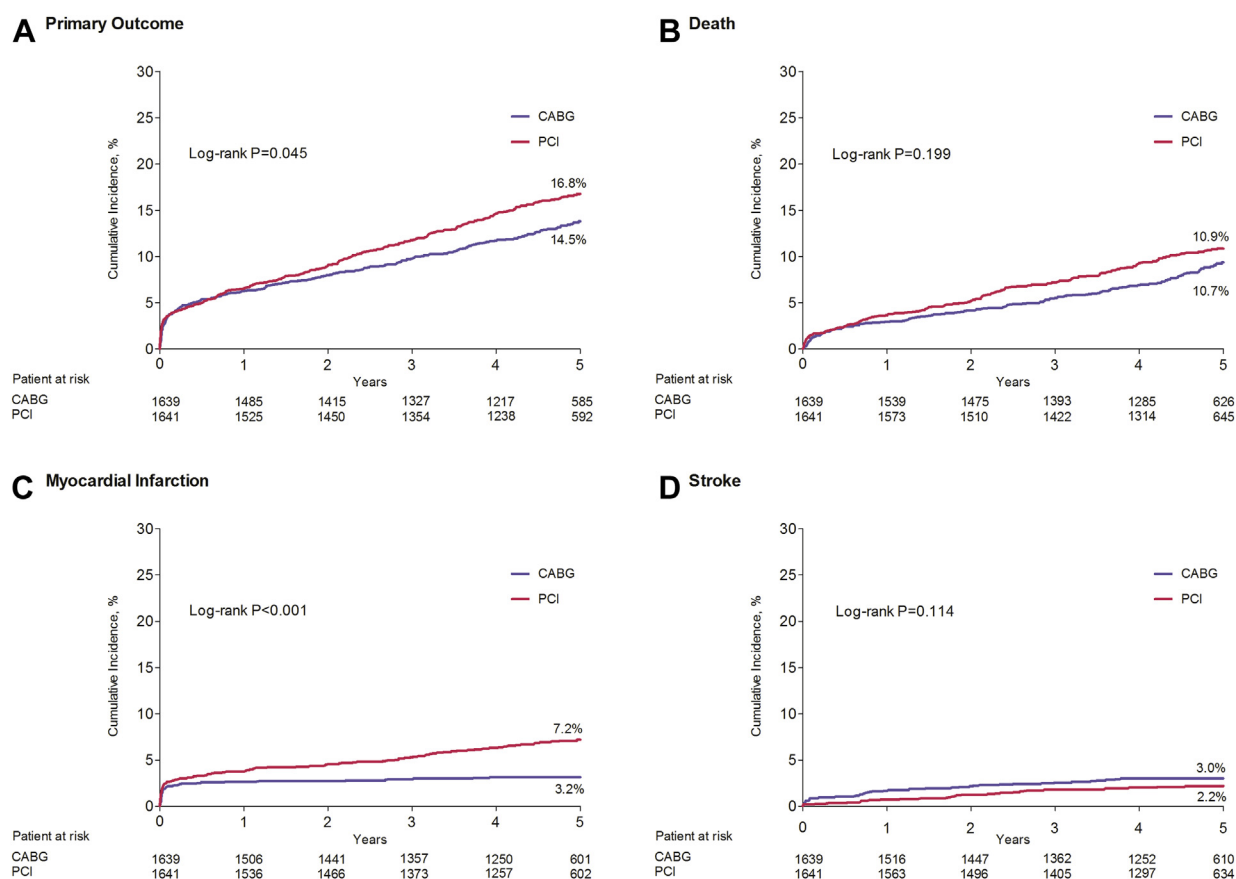 A Primary Outcome
30
25
20
15
10
5
0
Cumulative Incidence, %
CABG
PCI
Log-rank P=0.045
16.8%
14.5%
0 1 2 3 4 5
Years
Patient at risk
CABG 1639 1485 1415 1327 1217 585
PCI 1641 1525 1450 1354 1238 592
B Death
30
25
20
15
10
5
0
Cumulative Incidence, %
CABG
PCI
Log-rank P=0.199
10.9%
10.7%
0 1 2 3 4 5
Years
Patient at risk
CABG 1639 1539 1475 1393 1285 626
PCI 1641 1573 1510 1422 1314 645
C Myocardial Infarction
30
25
20
15
10
5
0
Cumulative Incidence, %
CABG
PCI
Log-rank P<0.001
7.2%
3.2%
0 1 2 3 4 5
Years
Patient at risk
CABG 1639 1506 1441 1357 1250 601
PCI 1641 1536 1466 1373 1257 602
D Stroke
30
25
20
15
10
5
0
Cumulative Incidence, %
CABG
PCI
Log-rank P=0.114
3.0%
2.2%
0 1 2 3 4 5
Years
Patient at risk
CABG 1639 1516 1447 1362 1252 610
PCI 1641 1563 1496 1405 1297 634